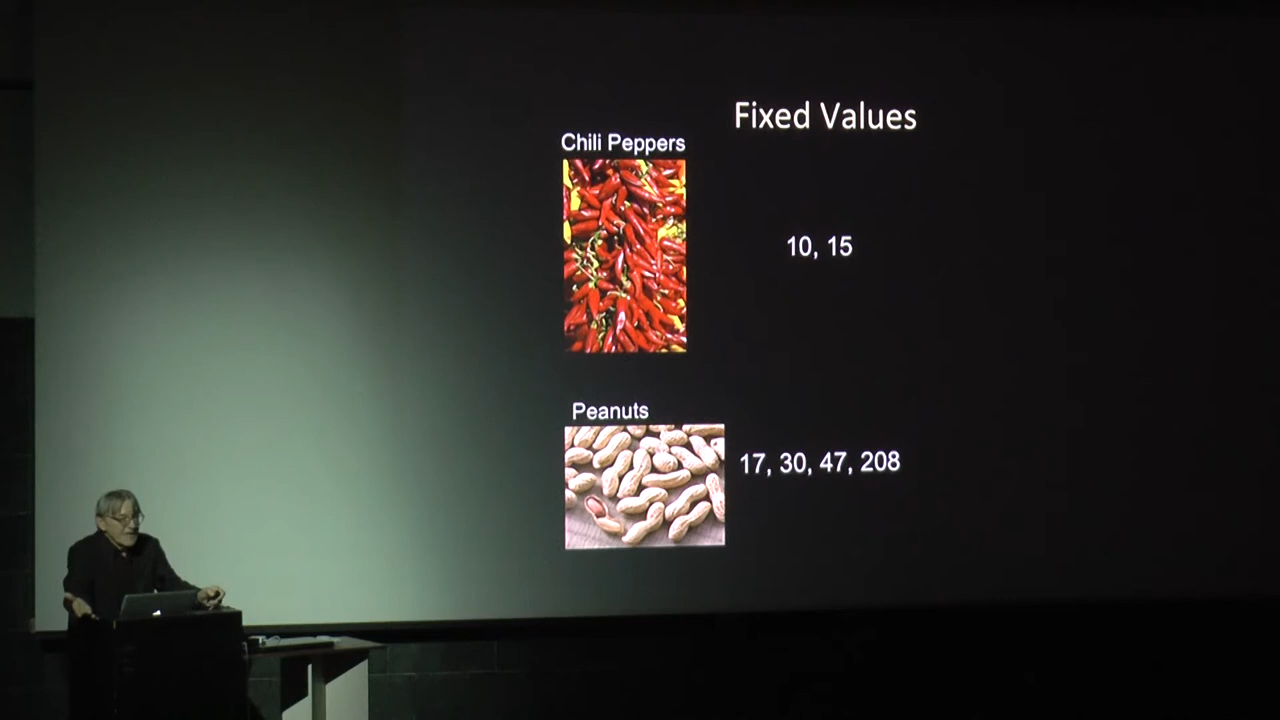 Fixed Values
Chili Peppers
10, 15
Peanuts
17, 30, 47, 208